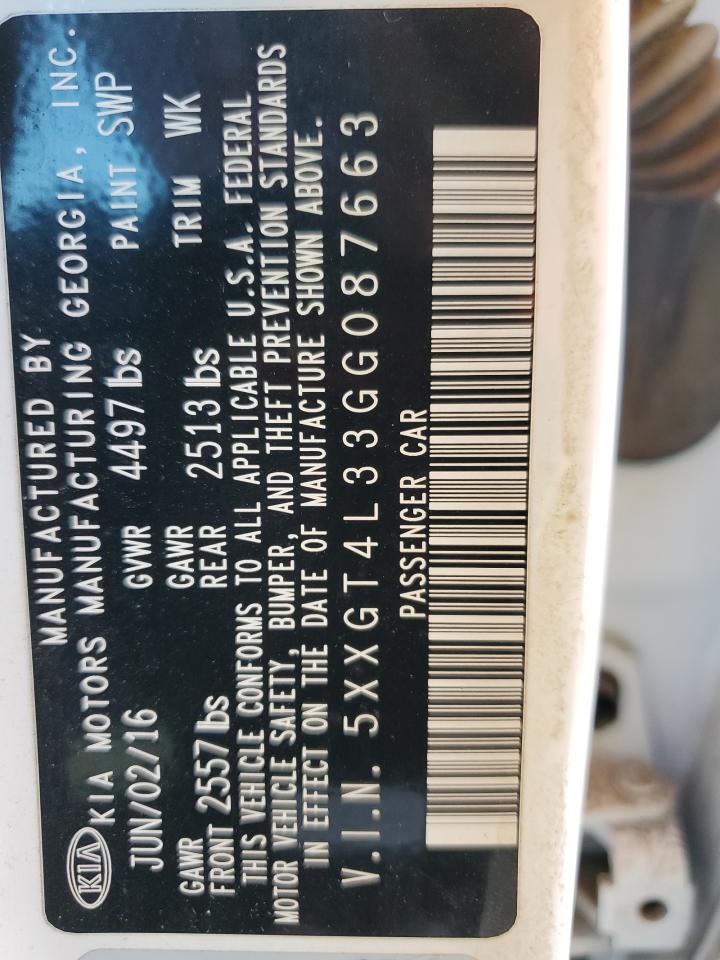 MANUFACTURED BY
KIA KIA MOTORS MANUFACTURING GEORGIA, INC.
JUN/02/16 GVWR 4497 lbs PAINT SWP
GAWR FRONT 2557 lbs GAWR REAR 2513 lbs TRIM WK
THIS VEHICLE CONFORMS TO ALL APPLICABLE U.S.A. FEDERAL
MOTOR VEHICLE SAFETY, BUMPER, AND THEFT PREVENTION STANDARDS
IN EFFECT ON THE DATE OF MANUFACTURE SHOWN ABOVE.
V.I.N. 5XXGT4L33GG087663
PASSENGER CAR